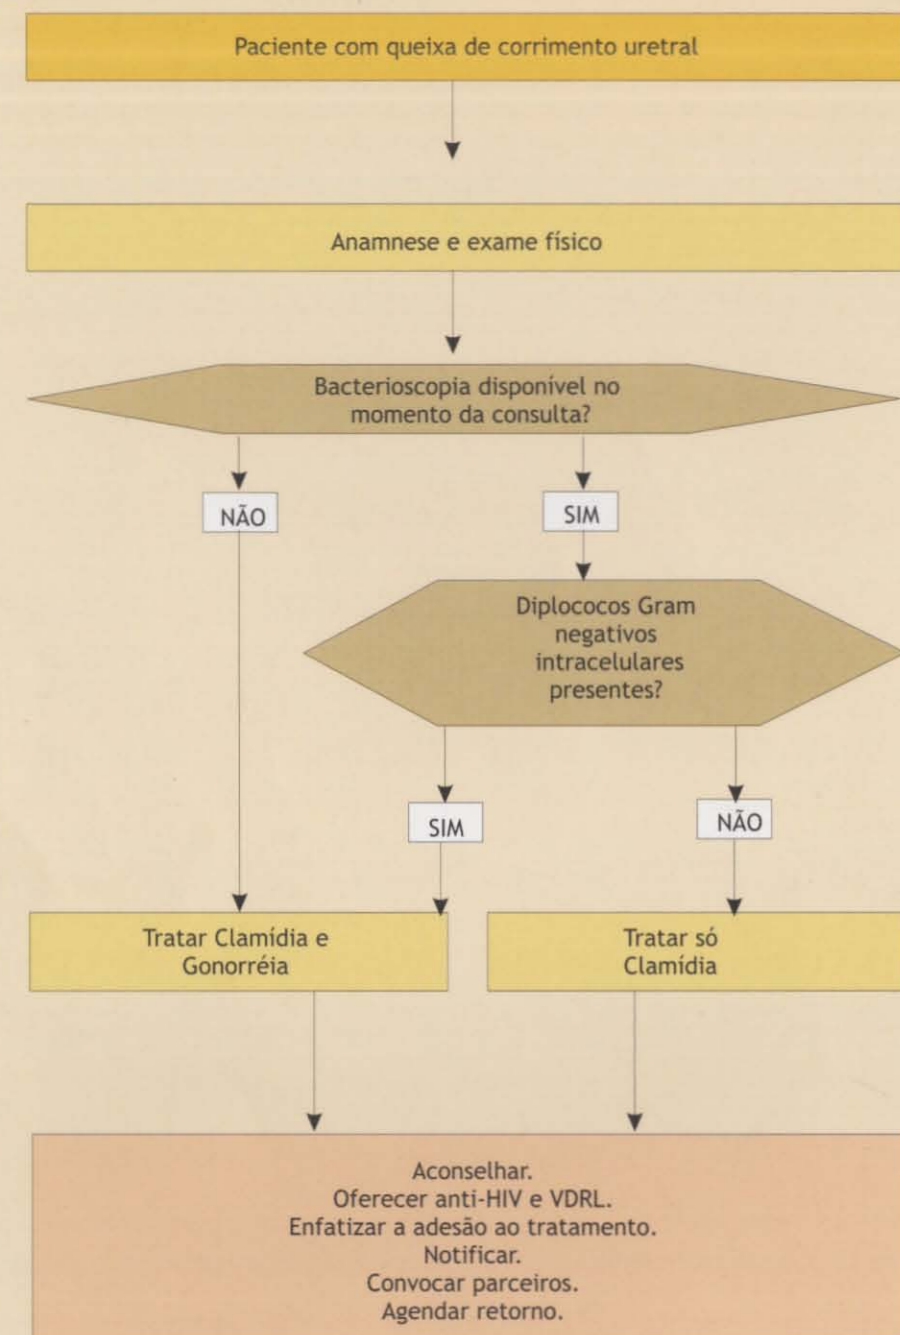 Paciente com queixa de corrimento uretral
Anamnese e exame físico
Bacterioscopia disponível no
momento da consulta?
NÃO
SIM
Diplococos Gram
negativos
intracelulares
presentes?
SIM
NÃO
Tratar Clamídia e
Gonorréia
Tratar só
Clamídia
Aconselhar.
Oferecer anti-HIV e VDRL.
Enfatizar a adesão ao tratamento.
Notificar.
Convocar parceiros.
Agendar retorno.